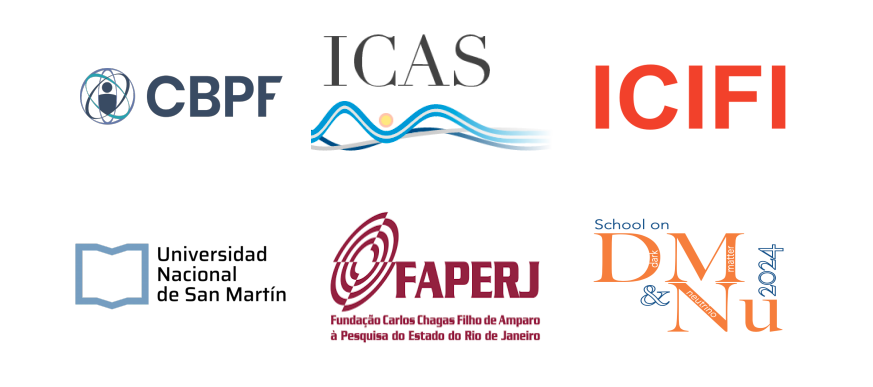 CBPF
ICAS
ICIFI
Universidad
Nacional
de San Martín
FAPERJ
Fundação Carlos Chagas Filho de Amparo
à Pesquisa do Estado do Rio de Janeiro
School on
DM
dark
matter
&
Nu
neutrino
2024